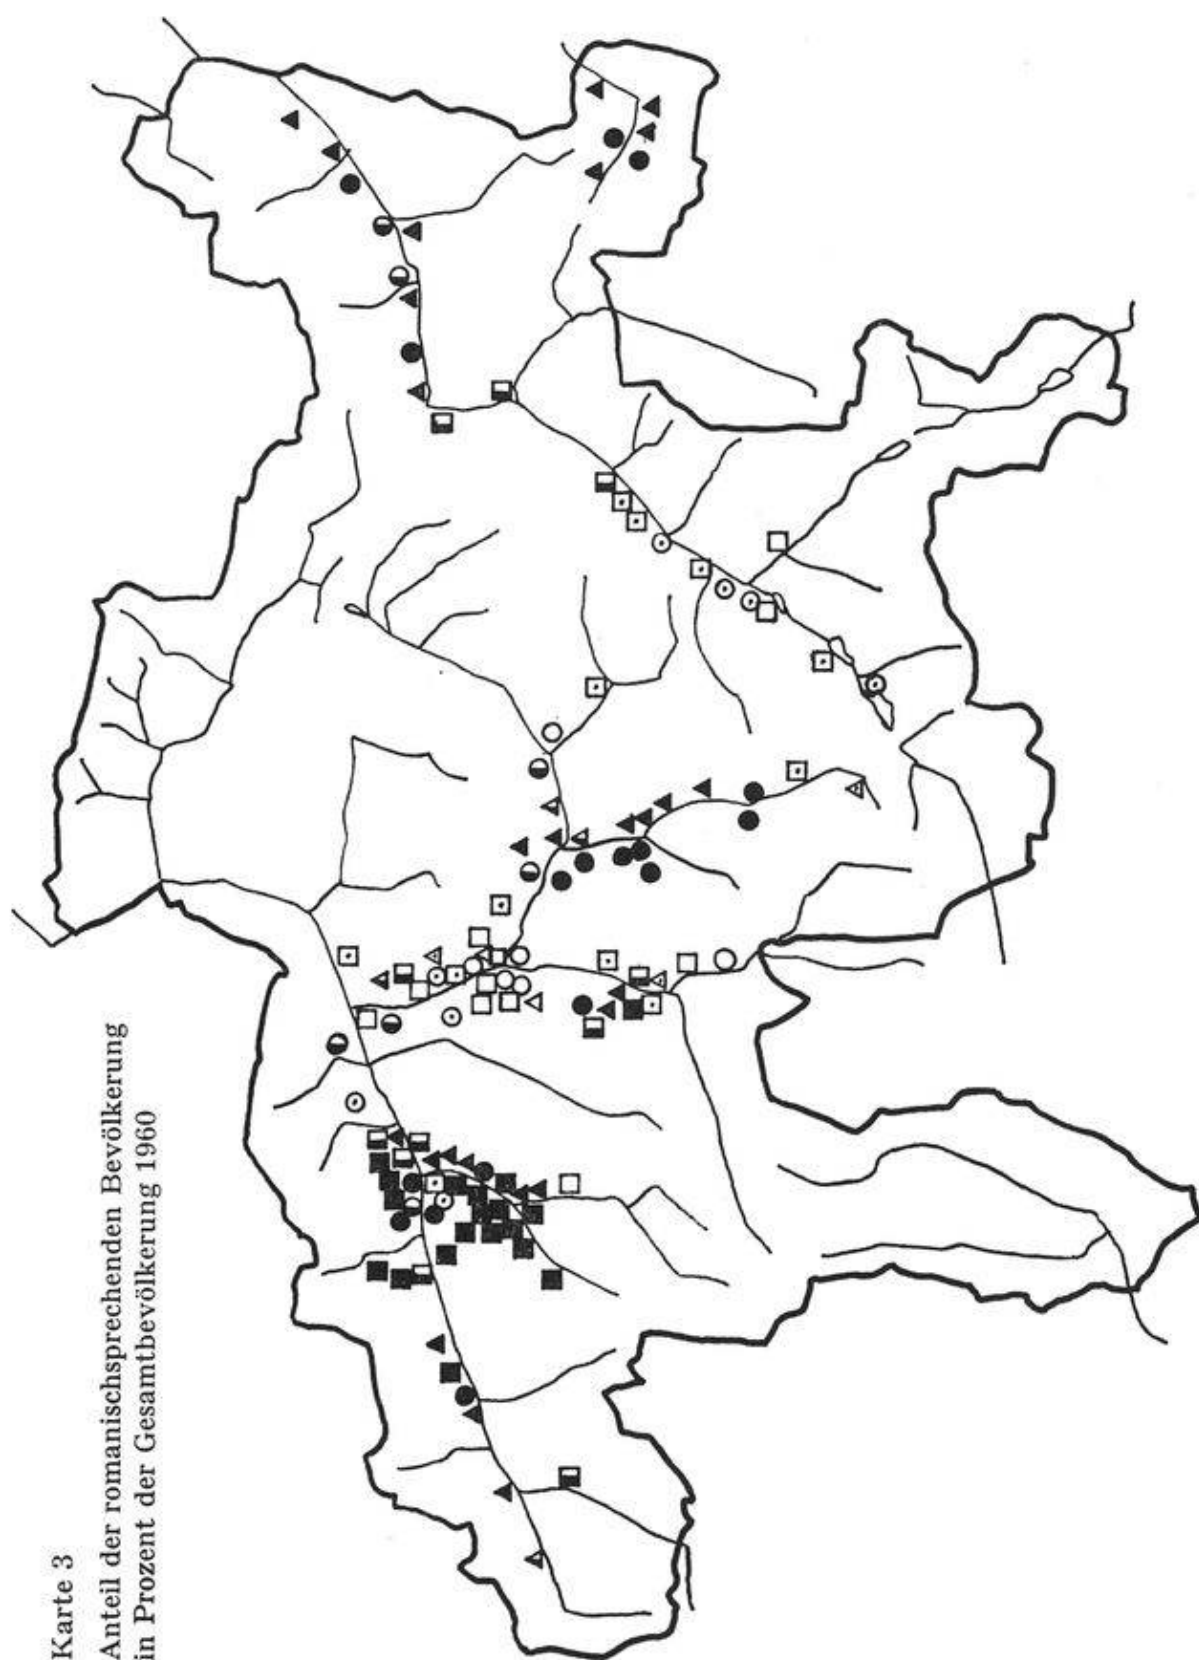 Karte 3
Anteil der romanischsprechenden Bevölkerung
in Prozent der Gesamtbevölkerung 1960